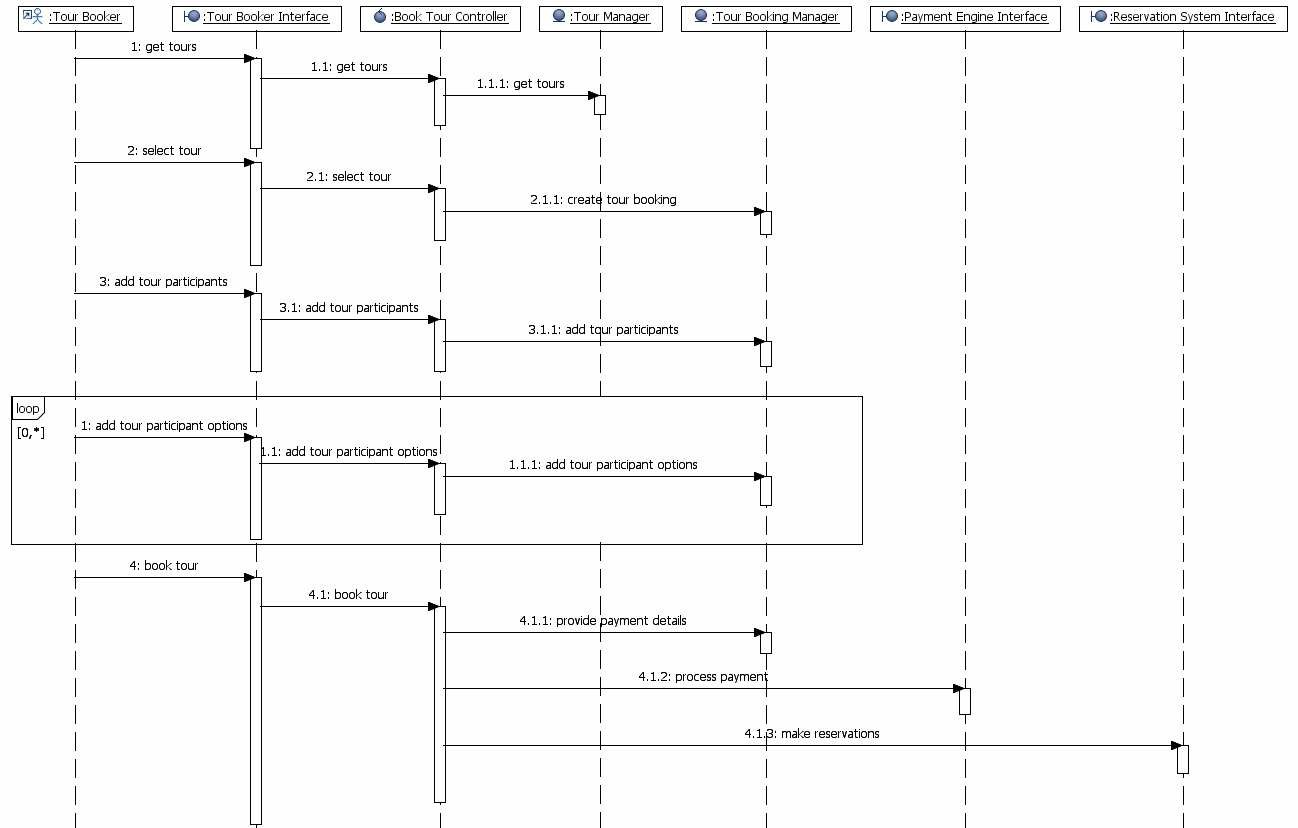 :Tour Booker
:Tour Booker Interface
:Book Tour Controller
:Tour Manager
:Tour Booking Manager
:Payment Engine Interface
:Reservation System Interface
1: get tours
1.1: get tours
1.1.1: get tours
2: select tour
2.1: select tour
2.1.1: create tour booking
3: add tour participants
3.1: add tour participants
3.1.1: add tour participants
loop
[0,*]
1: add tour participant options
1.1: add tour participant options
1.1.1: add tour participant options
4: book tour
4.1: book tour
4.1.1: provide payment details
4.1.2: process payment
4.1.3: make reservations